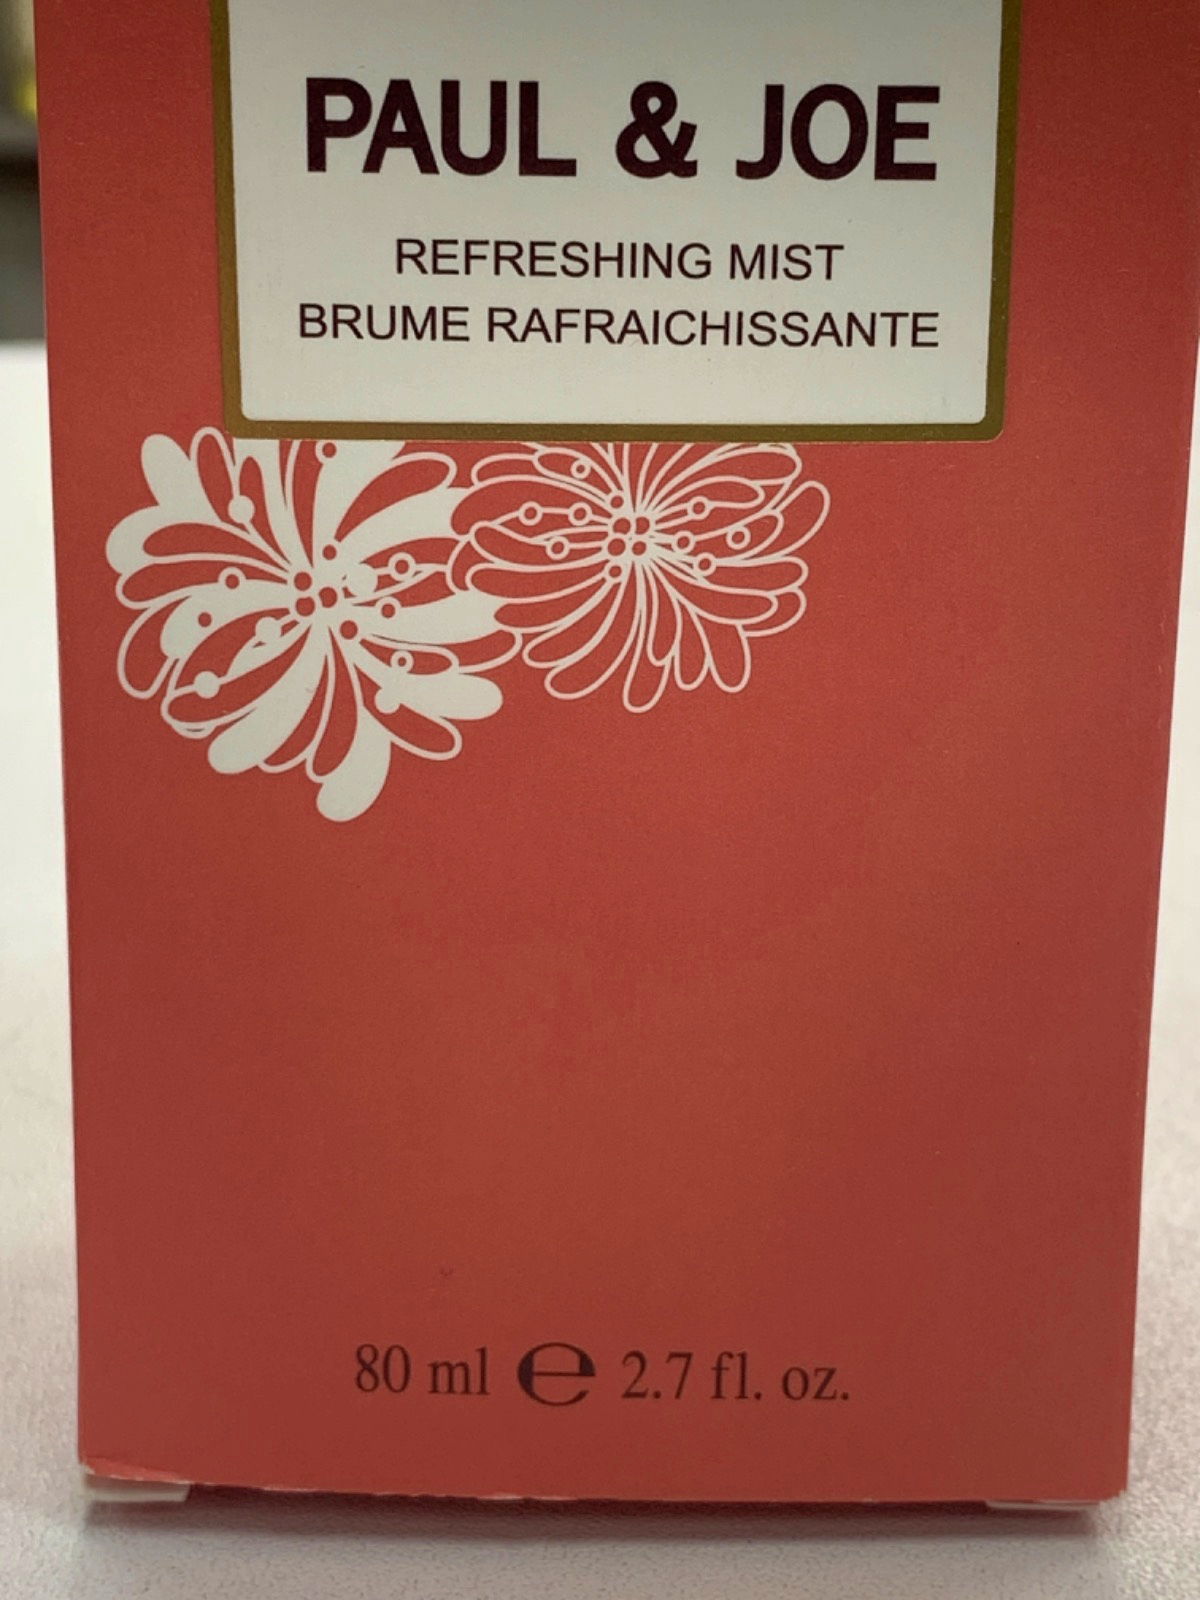 PAUL & JOE
REFRESHING MIST
BRUME RAFRAICHISSANTE
80 ml ℮ 2.7 fl. oz.